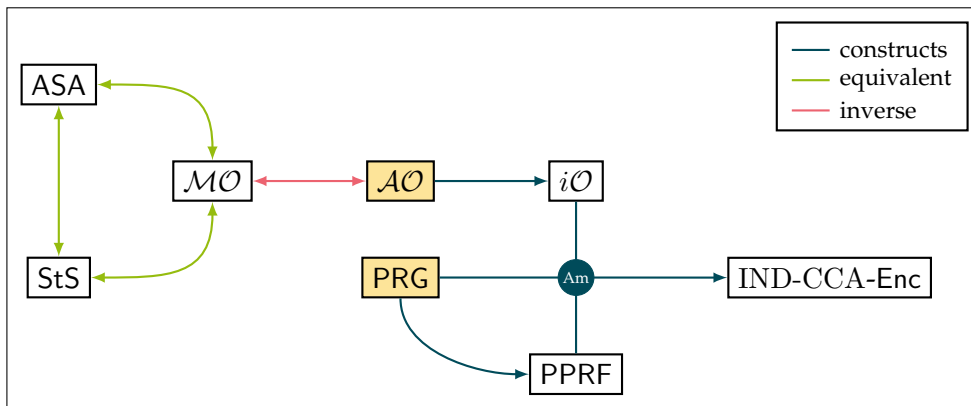 constructs
equivalent
inverse
ASA
MO
AO
iO
StS
PRG
Am
IND-CCA-Enc
PPRF